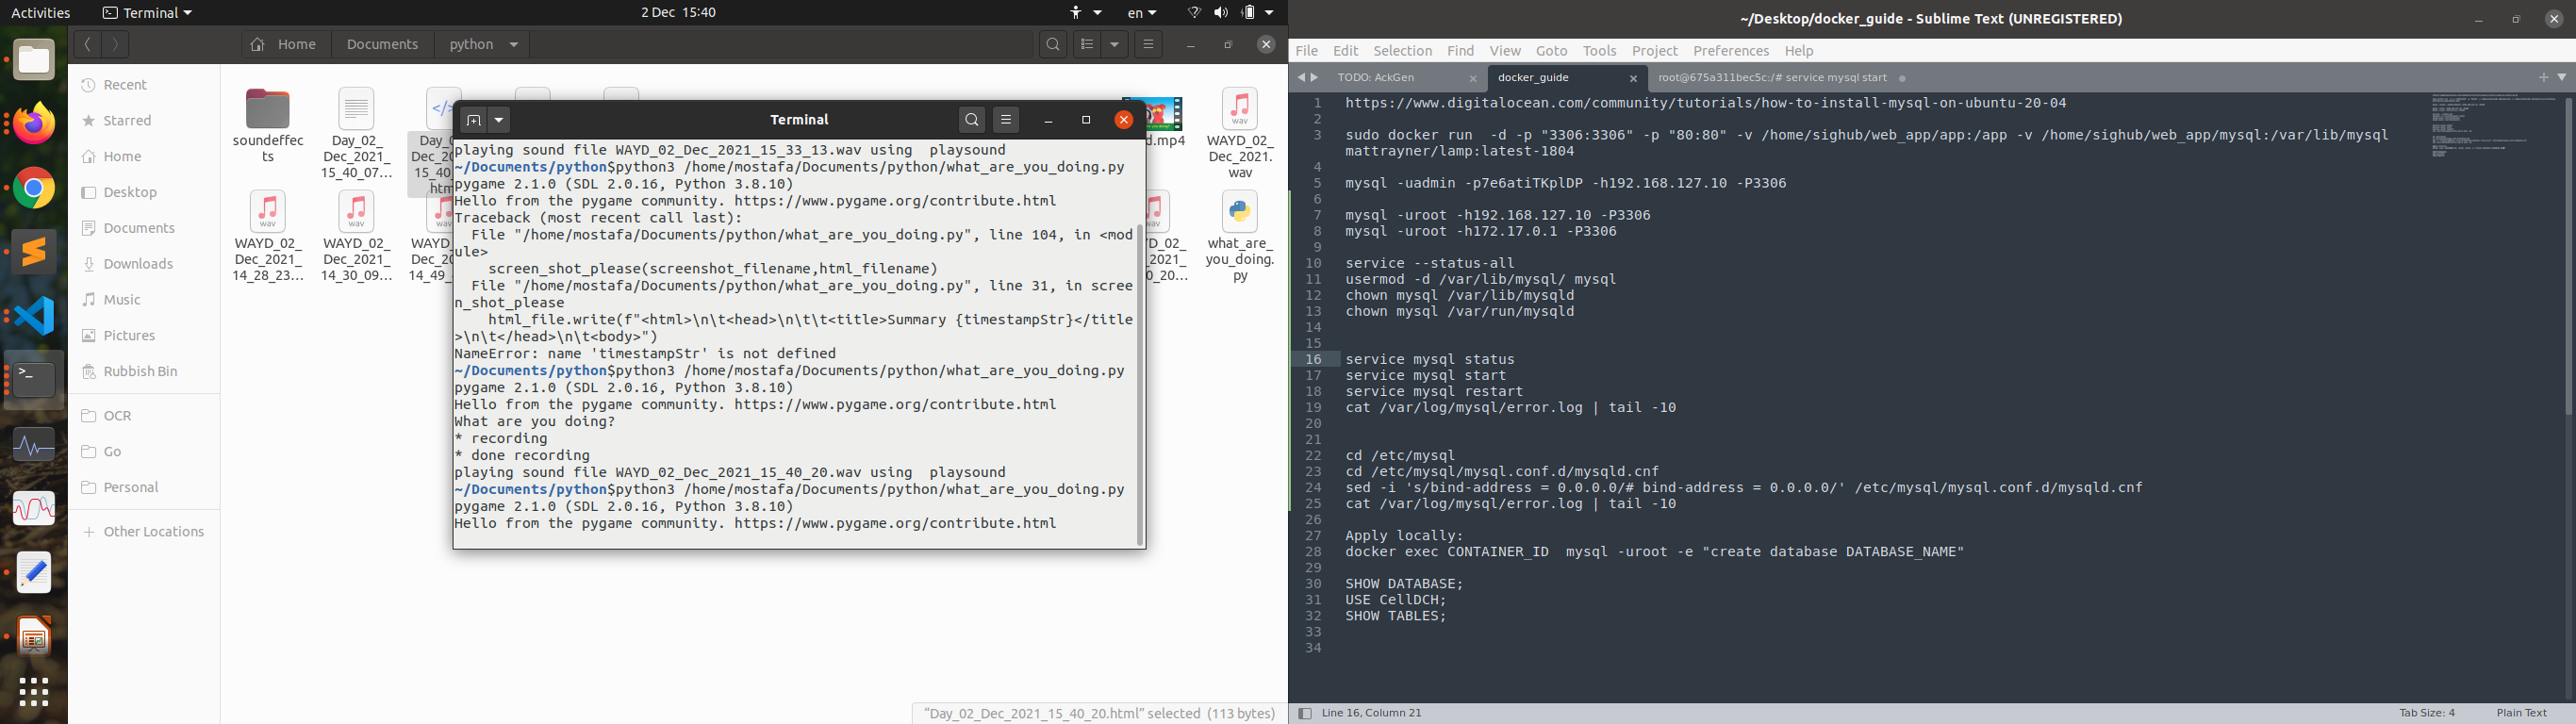 Activities
Terminal
2 Dec 15:40
en
Home
Documents
python
Recent
Starred
Home
Desktop
Documents
Downloads
Music
Pictures
Rubbish Bin
OCR
Go
Personal
Other Locations
soundeffec
ts
Day_02_
Dec_2021_
15_40_07…
WAYD_02_
Dec_2021.
wav
WAYD_02_
Dec_2021_
14_28_23…
WAYD_02_
Dec_2021_
14_30_09…
what_are_
you_doing.
py
Terminal
playing sound file WAYD_02_Dec_2021_15_33_13.wav using  playsound
~/Documents/python$python3 /home/mostafa/Documents/python/what_are_you_doing.py
pygame 2.1.0 (SDL 2.0.16, Python 3.8.10)
Hello from the pygame community. https://www.pygame.org/contribute.html
Traceback (most recent call last):
  File "/home/mostafa/Documents/python/what_are_you_doing.py", line 104, in <mod
ule>
    screen_shot_please(screenshot_filename,html_filename)
  File "/home/mostafa/Documents/python/what_are_you_doing.py", line 31, in scree
n_shot_please
    html_file.write(f"<html>\n\t<head>\n\t\t<title>Summary {timestampStr}</title
>\n\t</head>\n\t<body>")
NameError: name 'timestampStr' is not defined
~/Documents/python$python3 /home/mostafa/Documents/python/what_are_you_doing.py
pygame 2.1.0 (SDL 2.0.16, Python 3.8.10)
Hello from the pygame community. https://www.pygame.org/contribute.html
What are you doing?
* recording
* done recording
playing sound file WAYD_02_Dec_2021_15_40_20.wav using  playsound
~/Documents/python$python3 /home/mostafa/Documents/python/what_are_you_doing.py
pygame 2.1.0 (SDL 2.0.16, Python 3.8.10)
Hello from the pygame community. https://www.pygame.org/contribute.html
"Day_02_Dec_2021_15_40_20.html" selected (113 bytes)
~/Desktop/docker_guide - Sublime Text (UNREGISTERED)
File Edit Selection Find View Goto Tools Project Preferences Help
TODO: AckGen
docker_guide
root@675a311bec5c:/# service mysql start
1 https://www.digitalocean.com/community/tutorials/how-to-install-mysql-on-ubuntu-20-04
2
3 sudo docker run  -d -p "3306:3306" -p "80:80" -v /home/sighub/web_app/app:/app -v /home/sighub/web_app/mysql:/var/lib/mysql
mattrayner/lamp:latest-1804
4
5 mysql -uadmin -p7e6atiTKplDP -h192.168.127.10 -P3306
6
7 mysql -uroot -h192.168.127.10 -P3306
8 mysql -uroot -h172.17.0.1 -P3306
9
10 service --status-all
11 usermod -d /var/lib/mysql/ mysql
12 chown mysql /var/lib/mysqld
13 chown mysql /var/run/mysqld
14
15
16 service mysql status
17 service mysql start
18 service mysql restart
19 cat /var/log/mysql/error.log | tail -10
20
21
22 cd /etc/mysql
23 cd /etc/mysql/mysql.conf.d/mysqld.cnf
24 sed -i 's/bind-address = 0.0.0.0/# bind-address = 0.0.0.0/' /etc/mysql/mysql.conf.d/mysqld.cnf
25 cat /var/log/mysql/error.log | tail -10
26
27 Apply locally:
28 docker exec CONTAINER_ID  mysql -uroot -e "create database DATABASE_NAME"
29
30 SHOW DATABASE;
31 USE CellDCH;
32 SHOW TABLES;
33
34
Line 16, Column 21
Tab Size: 4
Plain Text